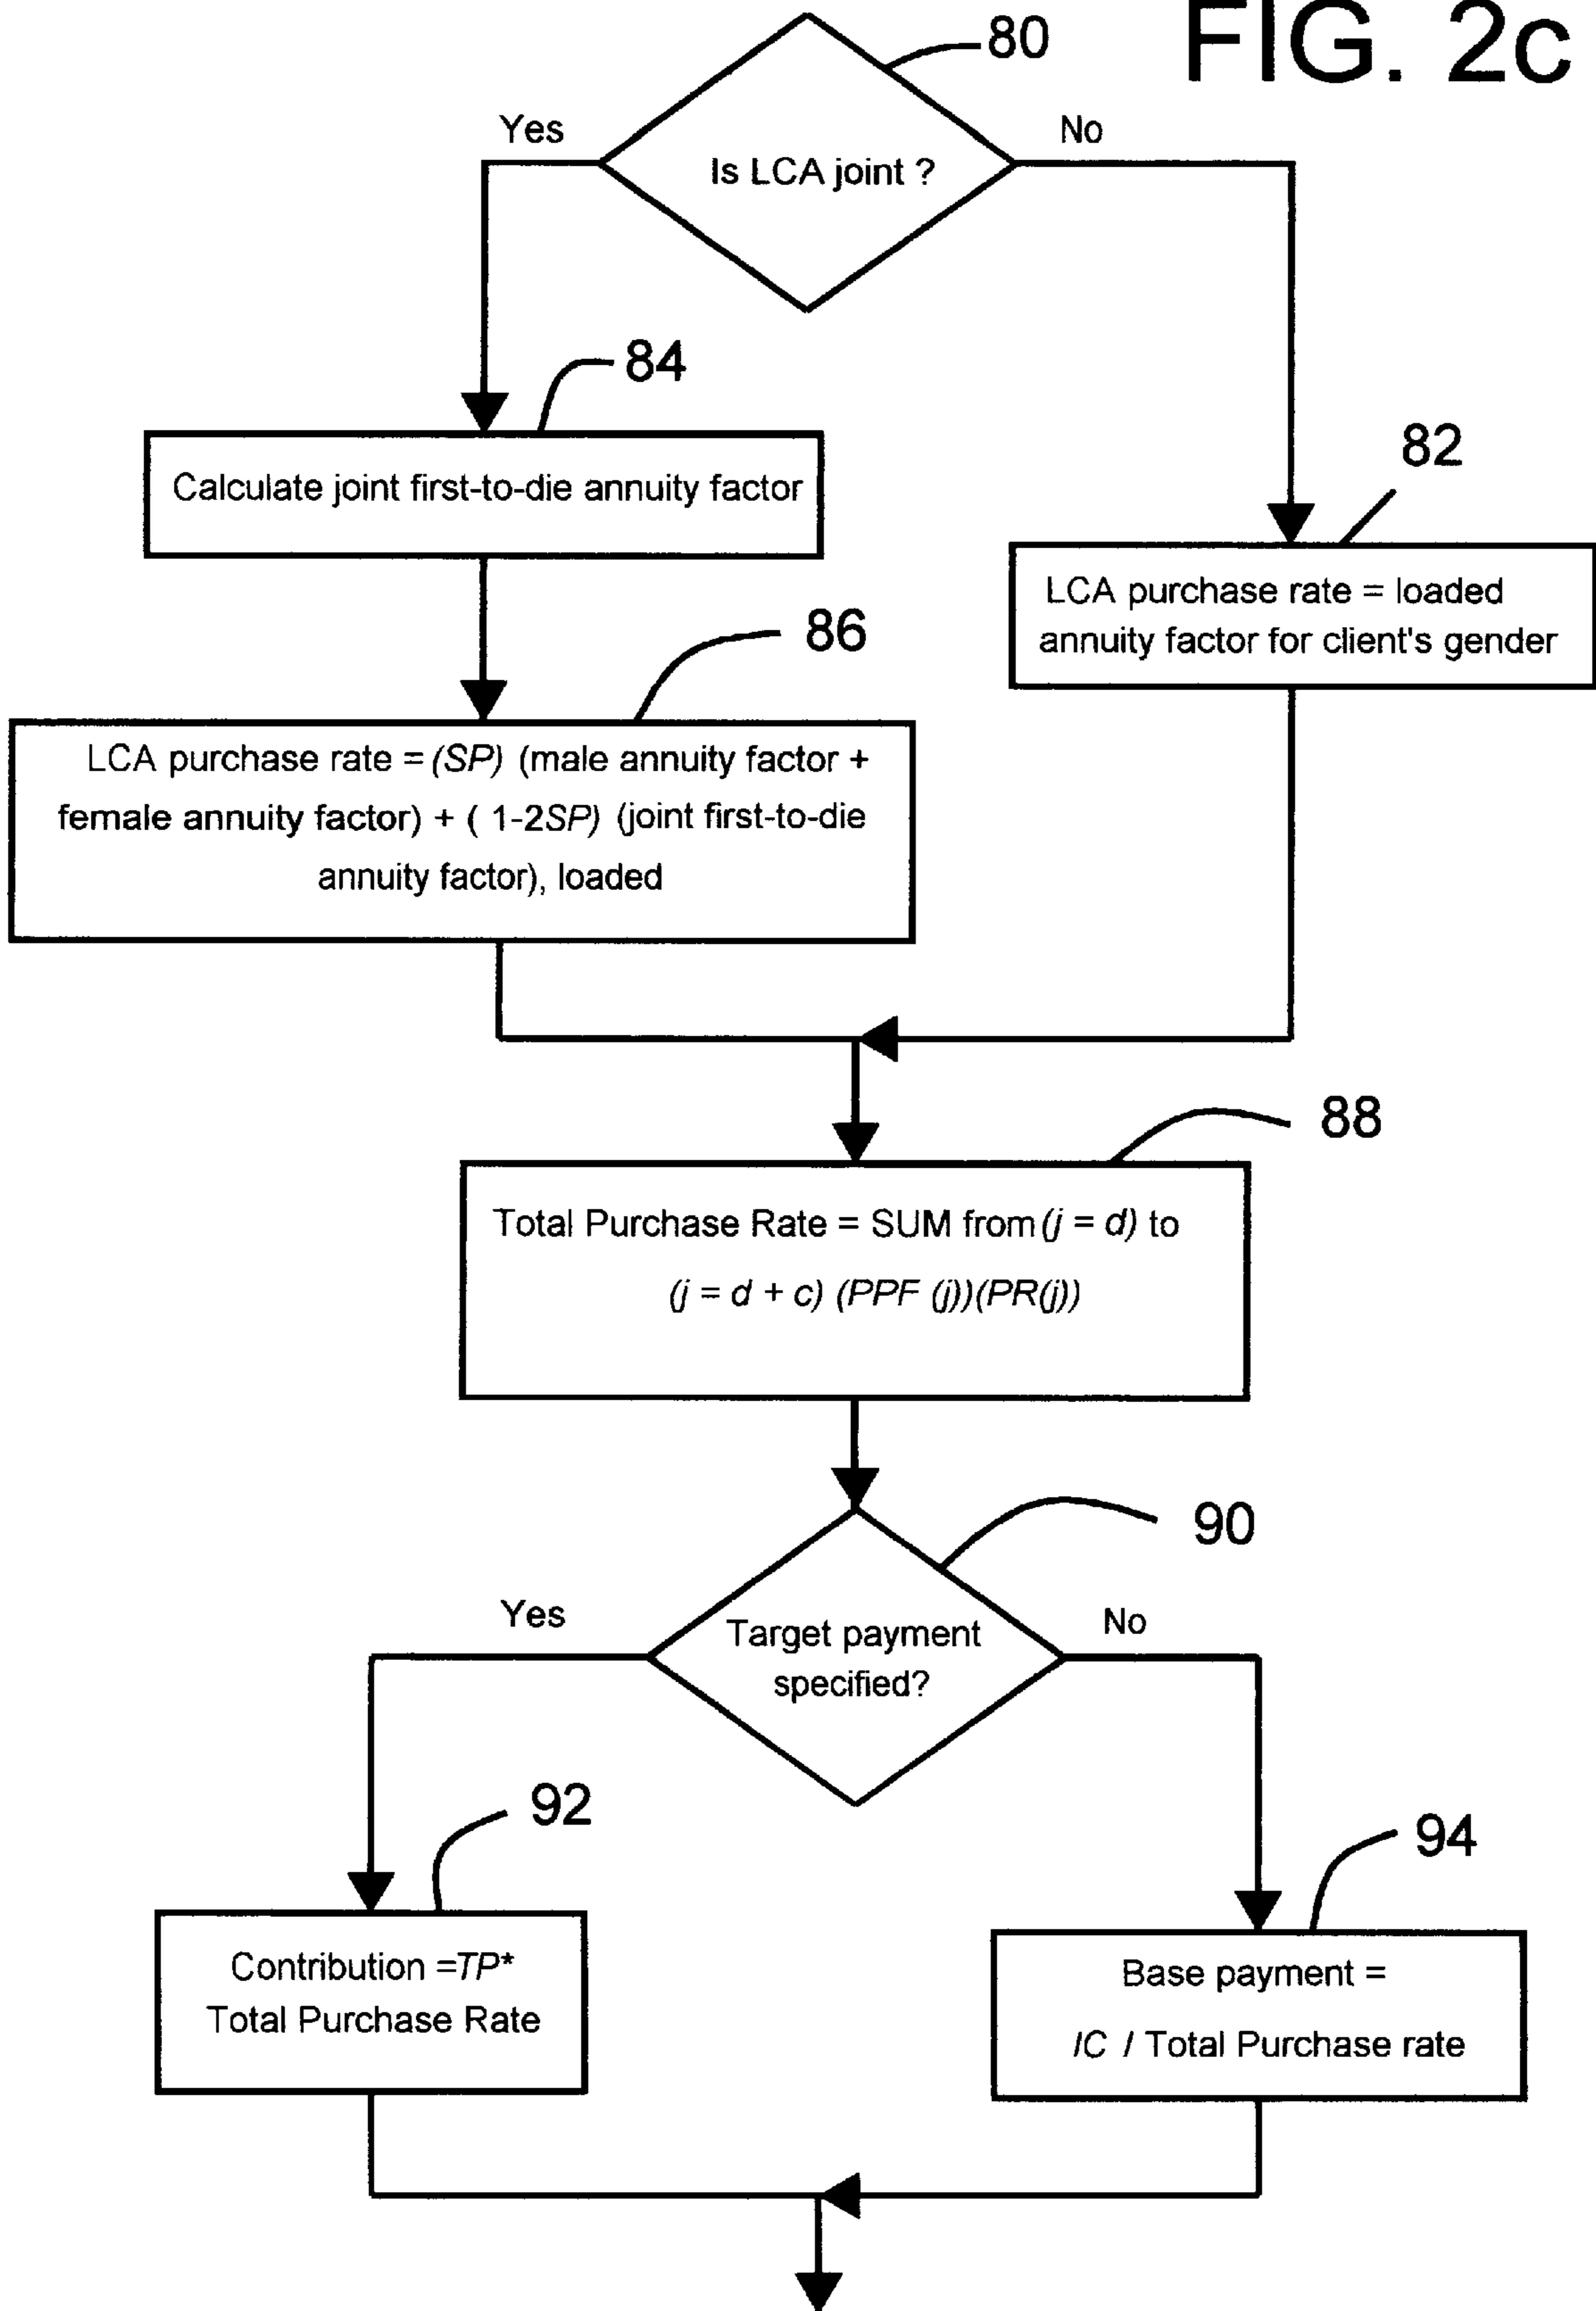 FIG. 2c
80
Yes
No
Is LCA joint ?
84
Calculate joint first-to-die annuity factor
82
LCA purchase rate = loaded
annuity factor for client's gender
86
LCA purchase rate = (SP) (male annuity factor +
female annuity factor) + ( 1-2SP) (joint first-to-die
annuity factor), loaded
88
Total Purchase Rate = SUM from (j = d) to
(j = d + c) (PPF (j))(PR(j))
90
Yes
No
Target payment
specified?
92
Contribution =TP*
Total Purchase Rate
94
Base payment =
IC / Total Purchase rate